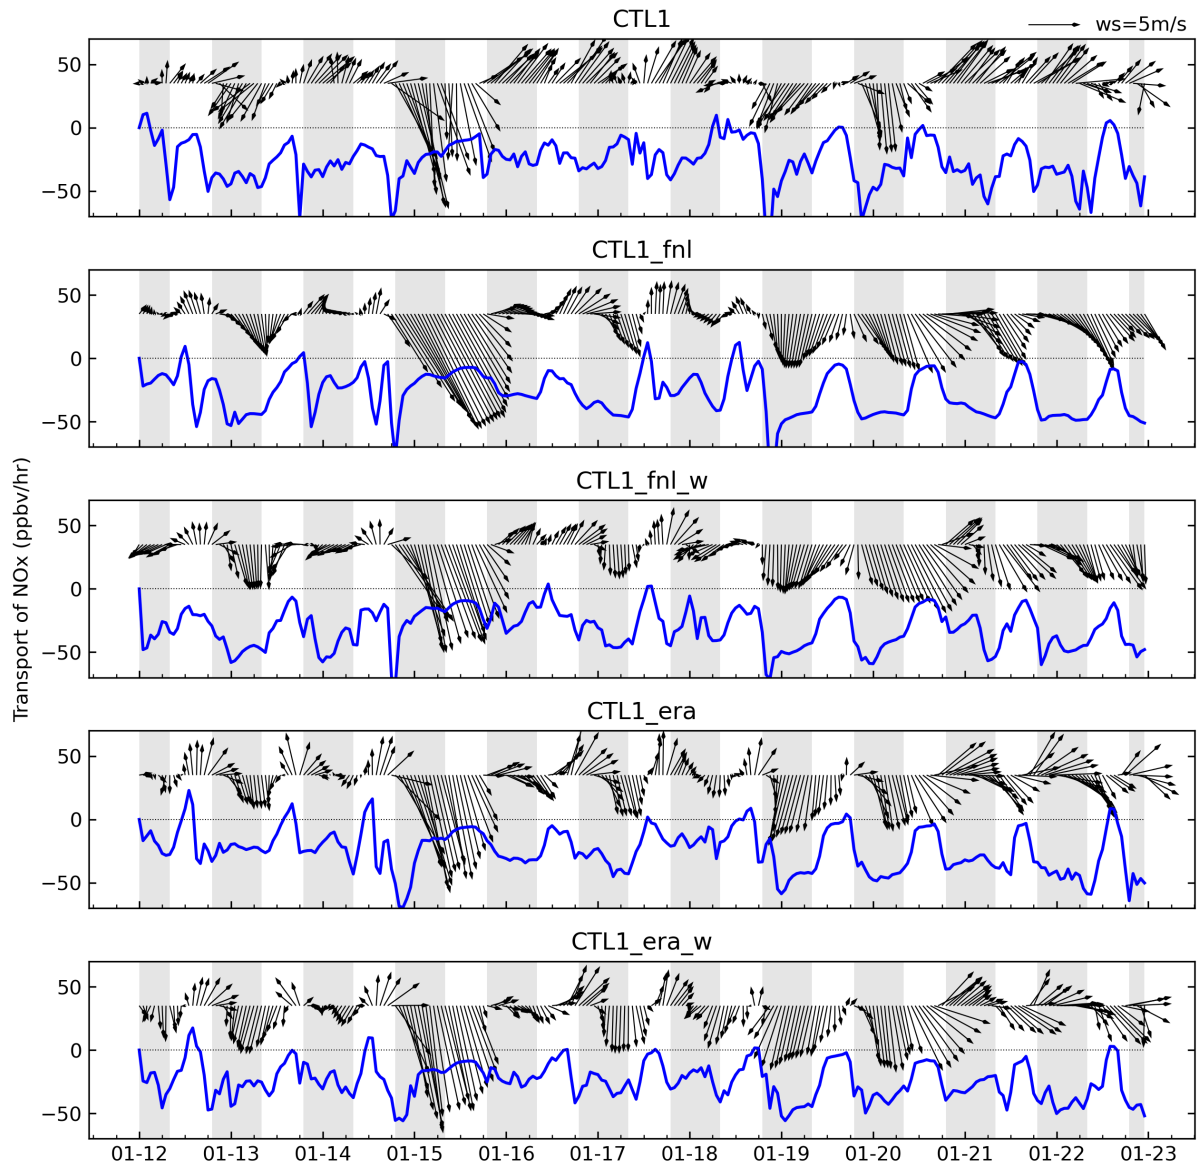 CTL1
ws=5m/s
50
0
−50
CTL1_fnl
50
0
−50
CTL1_fnl_w
50
0
−50
Transport of NOx (ppbv/hr)
CTL1_era
50
0
−50
CTL1_era_w
50
0
−50
01-12 01-13 01-14 01-15 01-16 01-17 01-18 01-19 01-20 01-21 01-22 01-23